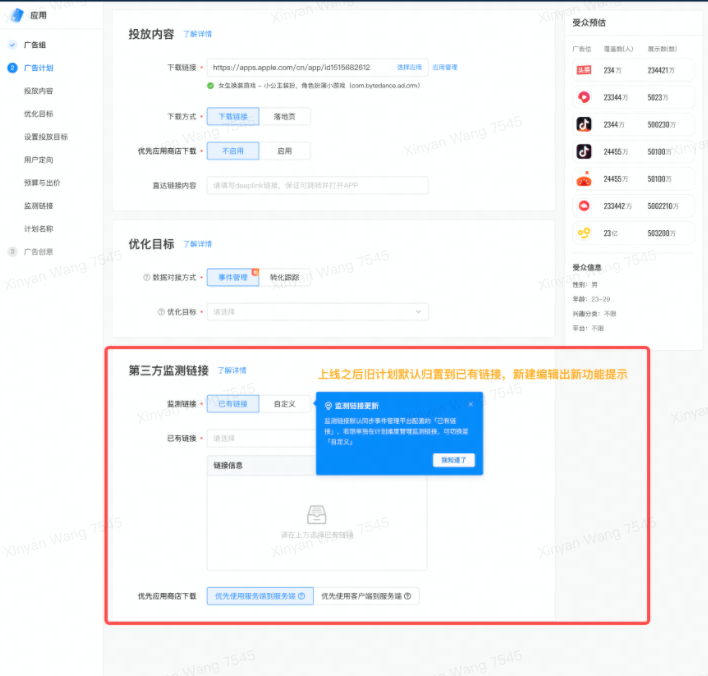 应用
广告组
2 广告计划
投放内容
优化目标
设置投放目标
用户定向
预算与出价
监测链接
计划名称
3 广告创意
投放内容 了解详情
下载链接 https://apps.apple.com/cn/app/id1515682612 选择应用 应用管理
女生换装游戏 - 小公主装扮，角色扮演小游戏（com.bytedance.ad.crm）
下载方式 下载链接 落地页
优先应用商店下载 不启用 启用
直达链接内容 请填写deeplink链接，保证可跳转并打开APP
优化目标 了解详情
数据对接方式 事件管理 转化跟踪
优化目标 请选择
第三方监测链接 了解详情
上线之后旧计划默认归置到已有链接，新建编辑出新功能提示
监测链接 已有链接 自定义
监测链接更新
监测链接默认同步事件管理平台配置的「已有链
接」，若想单独在计划维度管理监测链接，可切换至
「自定义」
我知道了
已有链接 请选择
链接信息
请在上方选择已有链接
优先应用商店下载 优先使用服务端到服务端 优先使用客户端到服务端
受众预估
广告位 覆盖数(人) 展示数(数)
头条 234万 234421万
23344万 5023万
2344万 500230万
24455万 50100万
24455万 50100万
233442万 5002210万
23亿 503200万
受众信息
性别：男
年龄：23-29
兴趣分类：不限
平台：不限
Xinyan Wang 7545